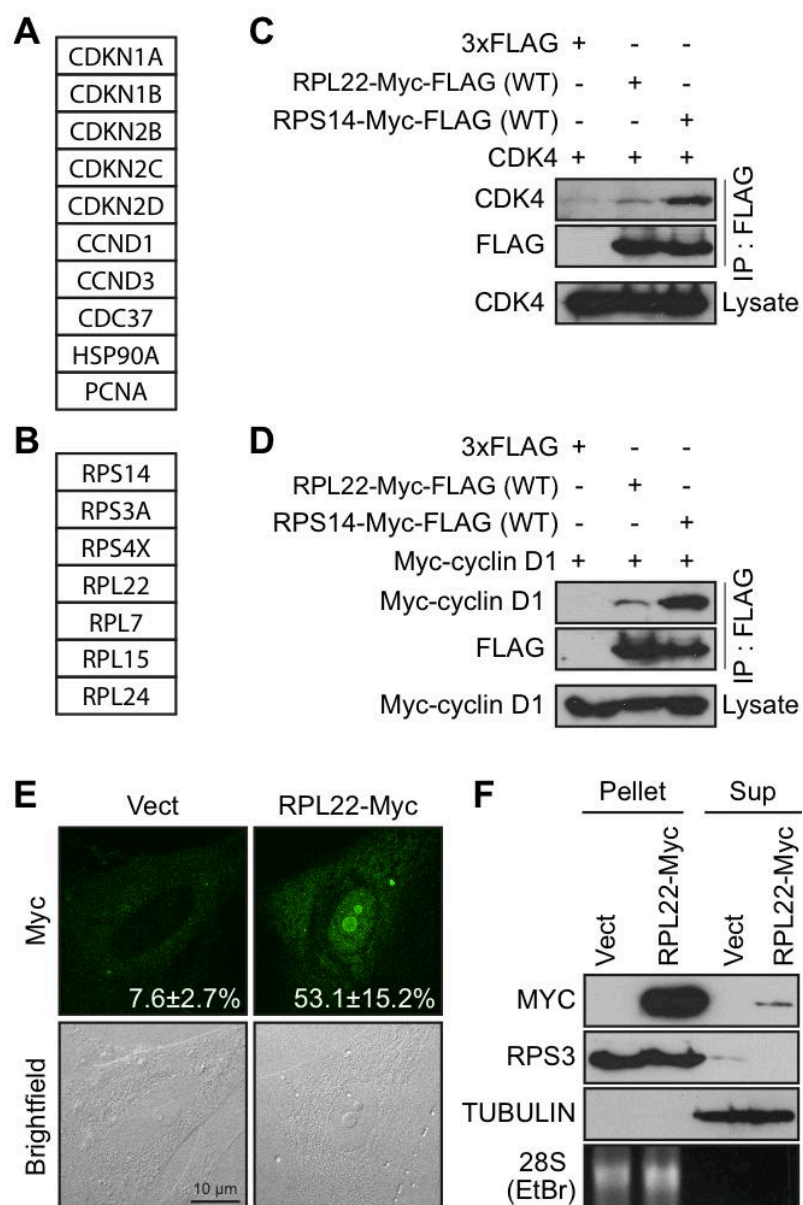 A
CDKN1A
CDKN1B
CDKN2B
CDKN2C
CDKN2D
CCND1
CCND3
CDC37
HSP90A
PCNA
B
RPS14
RPS3A
RPS4X
RPL22
RPL7
RPL15
RPL24
C
3xFLAG + - -
RPL22-Myc-FLAG (WT) - + -
RPS14-Myc-FLAG (WT) - - +
CDK4 + + +
CDK4
FLAG
IP : FLAG
CDK4 Lysate
D
3xFLAG + - -
RPL22-Myc-FLAG (WT) - + -
RPS14-Myc-FLAG (WT) - - +
Myc-cyclin D1 + + +
Myc-cyclin D1
FLAG
IP : FLAG
Myc-cyclin D1 Lysate
E
Vect RPL22-Myc
Myc
7.6±2.7% 53.1±15.2%
Brightfield
10 µm
F
Pellet Sup
Vect RPL22-Myc Vect RPL22-Myc
MYC
RPS3
TUBULIN
28S
(EtBr)